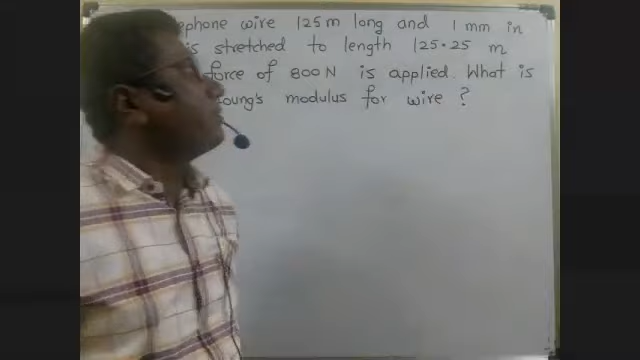 ephone wire 125 m long and 1 mm in
is stretched to length 125.25 m
force of 800 N is applied. What is
oung's modulus for wire ?